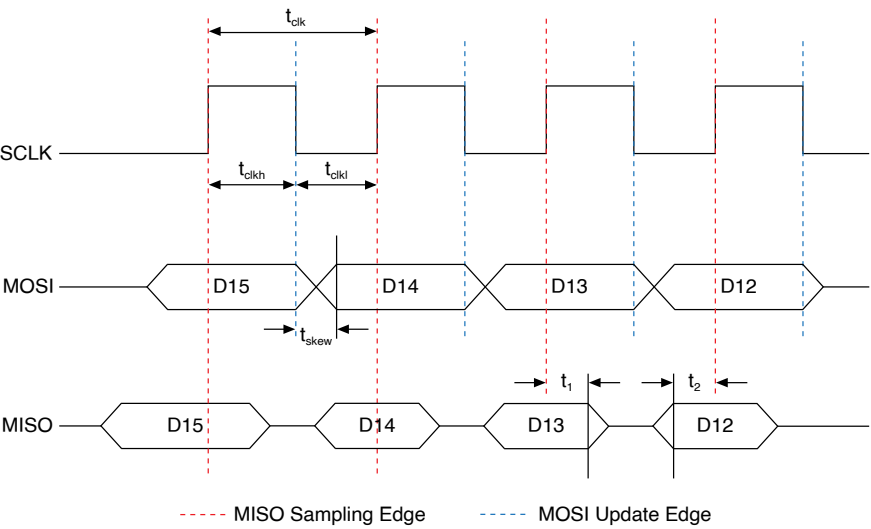 tclk
SCLK
tclkh tclkl
MOSI D15 D14 D13 D12
tskew
t1 t2
MISO D15 D14 D13 D12
MISO Sampling Edge MOSI Update Edge